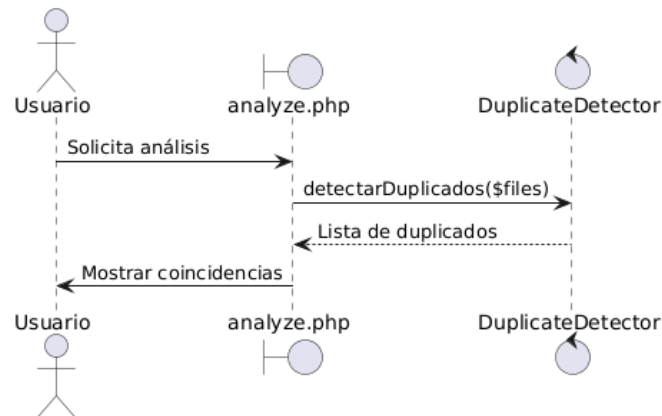 Usuario
analyze.php
DuplicateDetector
Solicita análisis
detectarDuplicados($files)
Lista de duplicados
Mostrar coincidencias
Usuario
analyze.php
DuplicateDetector